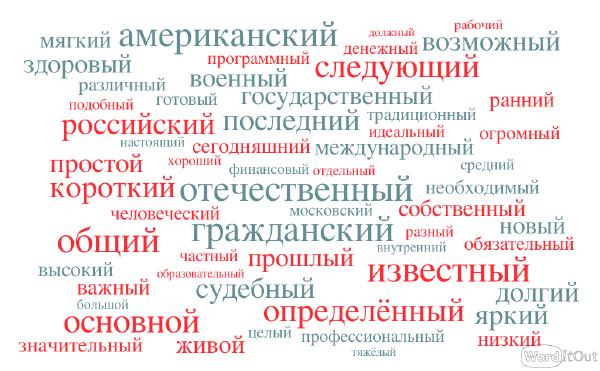 мягкий американский должный рабочий
здоровый программный денежный возможный
различный военный следующий
подобный готовый государственный ранний
российский последний традиционный
настоящий сегодняшний идеальный огромный
простой хороший международный
финансовый отдельный средний
короткий отечественный необходимый
человеческий московский собственный
общий гражданский разный новый
частный прошлый внутренний обязательный
высокий образовательный известный
важный судебный долгий
большой определённый яркий
основной целый профессиональный низкий
значительный живой тяжёлый
WordItOut